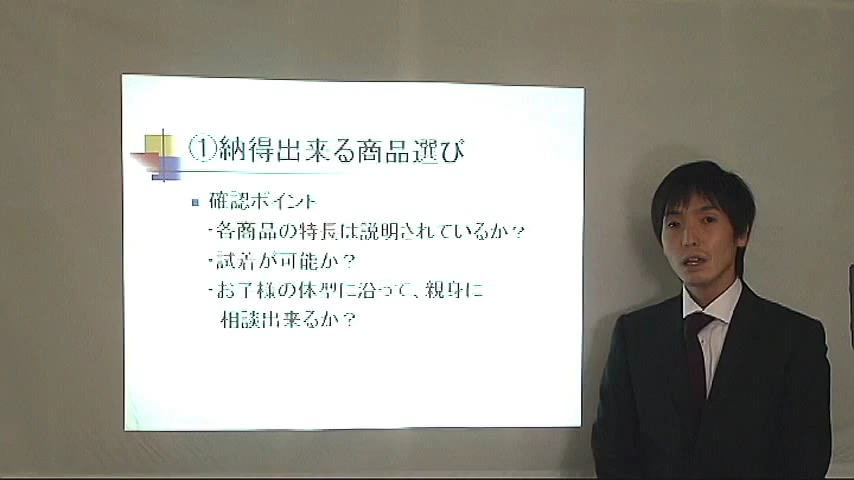 ①納得出来る商品選び
確認ポイント
・各商品の特長は説明されているか？
・試着が可能か？
・お子様の体型に沿って、親身に
相談出来るか？